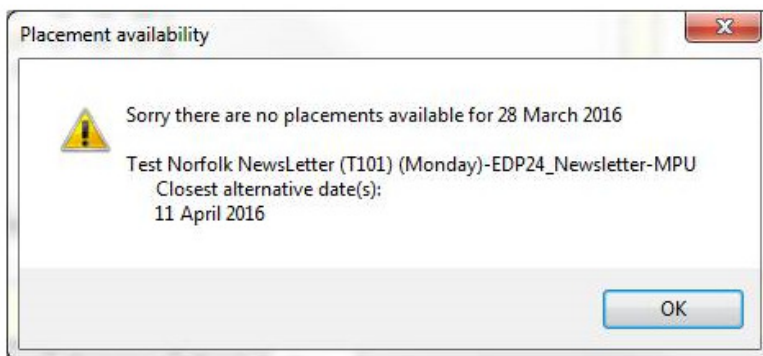 Placement availability
Sorry there are no placements available for 28 March 2016
Test Norfolk NewsLetter (T101) (Monday)-EDP24_Newsletter-MPU
Closest alternative date(s):
11 April 2016
OK